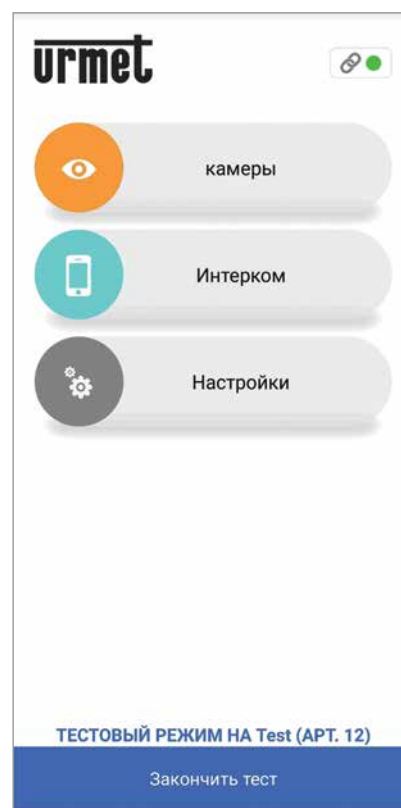 urmet
камеры
Интерком
Настройки
ТЕСТОВЫЙ РЕЖИМ НА Test (АРТ. 12)
Закончить тест